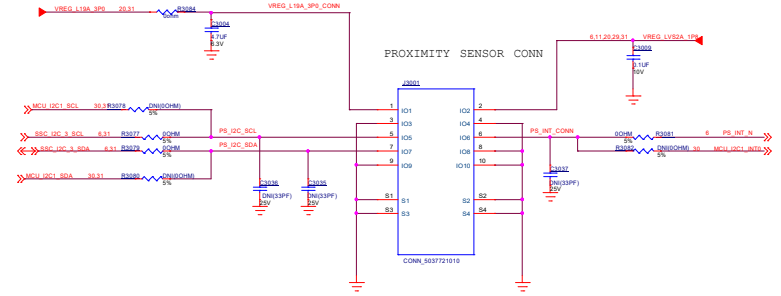 VREG_L19A_3P0 20,31 R3084 VREG_L19A_3P0_CONN
0ohm
C3004
4.7UF
6.3V
6,11,20,29,31 VREG_LVS2A_1P8
C3009
0.1UF
10V
PROXIMITY SENSOR CONN
J3001
MCU_I2C1_SCL 30,31 R3078 DNI(0OHM)
5%
SSC_I2C_3_SCL 6,31 R3077 0OHM PS_I2C_SCL
5%
SSC_I2C_3_SDA 6,31 R3079 0OHM PS_I2C_SDA
5%
MCU_I2C1_SDA 30,31 R3080 DNI(0OHM)
5%
C3036
DNI(33PF)
25V
C3035
DNI(33PF)
25V
1 IO1 IO2 2
3 IO3 IO4 4
5 IO5 IO6 6
7 IO7 IO8 8
9 IO9 IO10 10
S1 S1 S2 S2
S3 S3 S4 S4
CONN_5037721010
PS_INT_CONN 0OHM R3081 6 PS_INT_N
5%
R3082 DNI(0OHM) 30 MCU_I2C1_INT0
5%
C3037
DNI(33PF)
25V